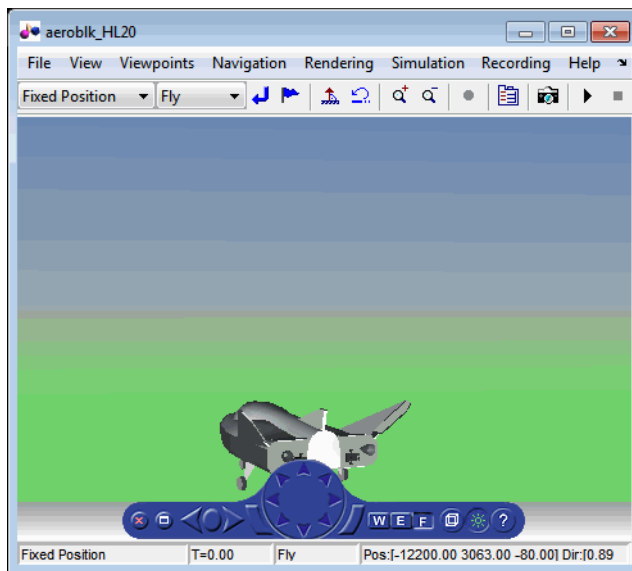 aeroblk_HL20
File View Viewpoints Navigation Rendering Simulation Recording Help
Fixed Position Fly
W E F ?
Fixed Position T=0.00 Fly Pos:[-12200.00 3063.00 -80.00] Dir:[0.89